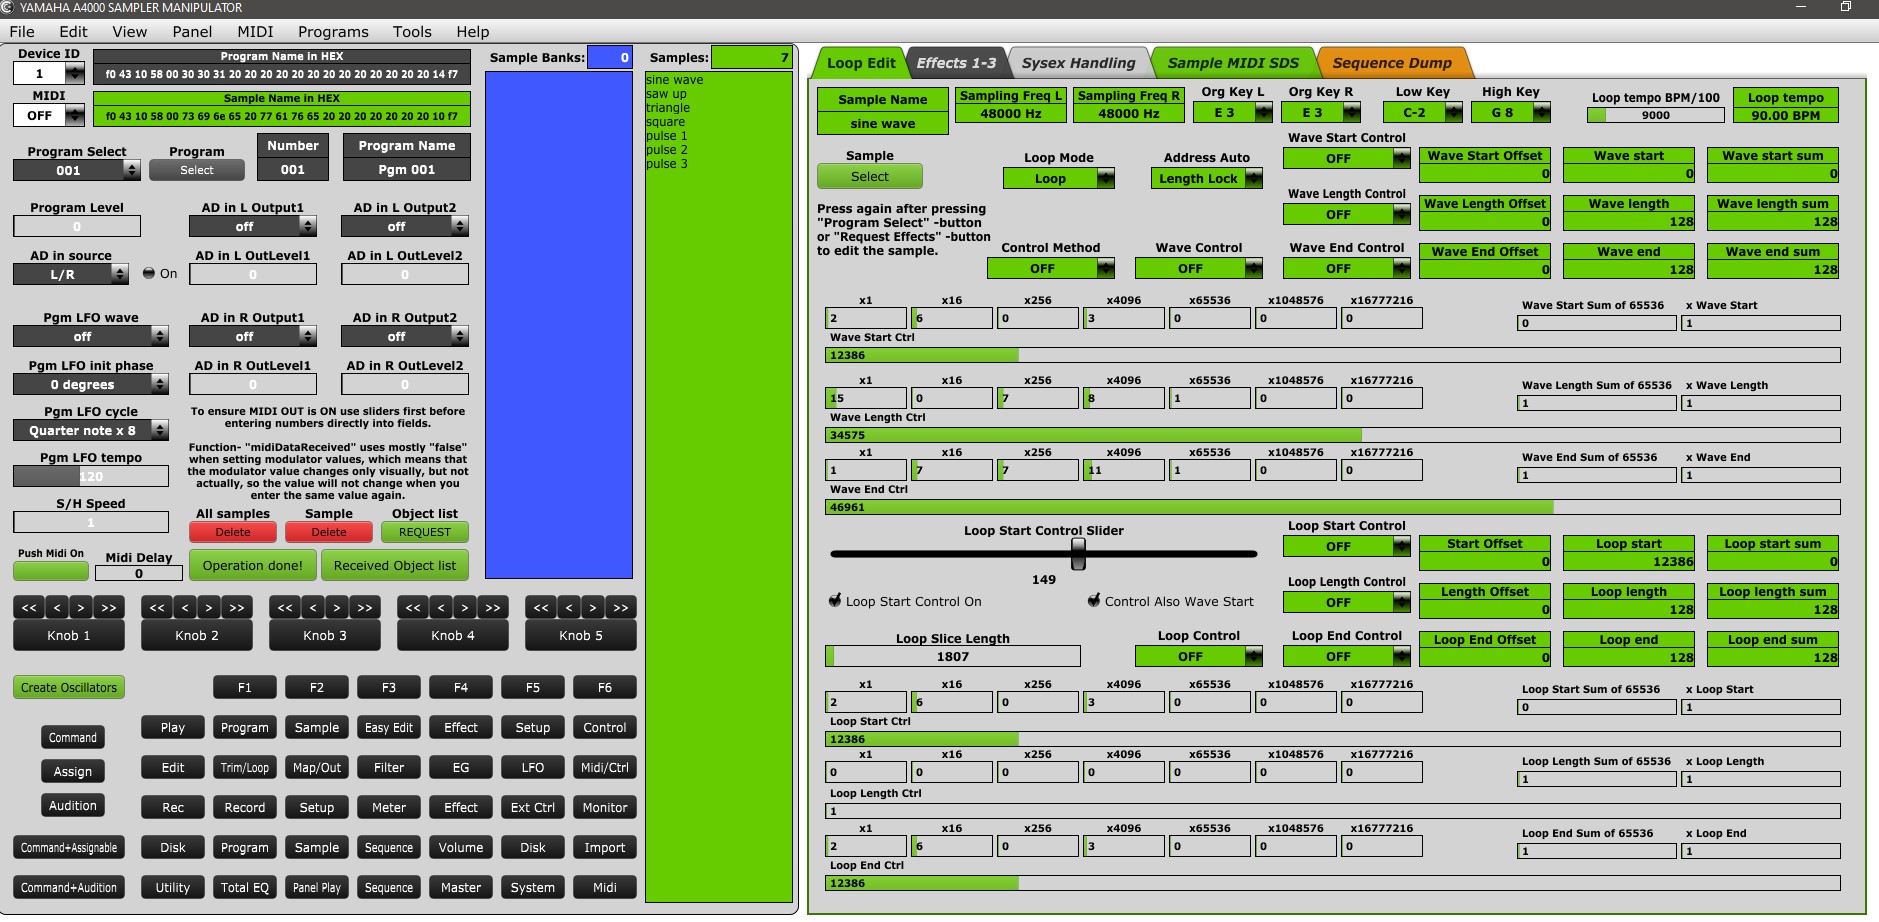 YAMAHA A4000 SAMPLER MANIPULATOR
File Edit View Panel MIDI Programs Tools Help
Device ID
1
MIDI
OFF
Program Name in HEX
f0 43 10 58 00 30 30 31 20 20 20 20 20 20 20 20 20 20 20 20 20 14 f7
Sample Name in HEX
f0 43 10 58 00 73 69 6e 65 20 77 61 76 65 20 20 20 20 20 20 20 10 f7
Program Select
001
Program
Select
Number
001
Program Name
Pgm 001
Program Level
0
AD in L Output1
off
AD in L Output2
off
AD in source
L/R
On
AD in L OutLevel1
0
AD in L OutLevel2
0
Pgm LFO wave
off
AD in R Output1
off
AD in R Output2
off
Pgm LFO init phase
0 degrees
AD in R OutLevel1
0
AD in R OutLevel2
0
Pgm LFO cycle
Quarter note x 8
Pgm LFO tempo
120
S/H Speed
1
To ensure MIDI OUT is ON use sliders first before
entering numbers directly into fields.
Function- "midiDataReceived" uses mostly "false"
when setting modulator values, which means that
the modulator value changes only visually, but not
actually, so the value will not change when you
enter the same value again.
All samples
Delete
Sample
Delete
Object list
REQUEST
Push Midi On
Midi Delay
0
Operation done!
Received Object list
<< < > >> << < > >> << < > >> << < > >> << < > >>
Knob 1 Knob 2 Knob 3 Knob 4 Knob 5
Create Oscillators F1 F2 F3 F4 F5 F6
Command
Assign
Audition
Play Program Sample Easy Edit Effect Setup Control
Edit Trim/Loop Map/Out Filter EG LFO Midi/Ctrl
Rec Record Setup Meter Effect Ext Ctrl Monitor
Command+Assignable Disk Program Sample Sequence Volume Disk Import
Command+Audition Utility Total EQ Panel Play Sequence Master System Midi
Sample Banks: 0
Samples: 7
sine wave
saw up
triangle
square
pulse 1
pulse 2
pulse 3
Loop Edit Effects 1-3 Sysex Handling Sample MIDI SDS Sequence Dump
Sample Name
sine wave
Sampling Freq L
48000 Hz
Sampling Freq R
48000 Hz
Org Key L
E 3
Org Key R
E 3
Low Key
C-2
High Key
G 8
Loop tempo BPM/100
9000
Loop tempo
90.00 BPM
Sample
Select
Loop Mode
Loop
Address Auto
Length Lock
Wave Start Control
OFF
Wave Start Offset
0
Wave start
0
Wave start sum
0
Press again after pressing
"Program Select" -button
or "Request Effects" -button
to edit the sample.
Wave Length Control
OFF
Wave Length Offset
0
Wave length
128
Wave length sum
128
Control Method
OFF
Wave Control
OFF
Wave End Control
OFF
Wave End Offset
0
Wave end
128
Wave end sum
128
x1 x16 x256 x4096 x65536 x1048576 x16777216
2 6 0 3 0 0 0
Wave Start Sum of 65536 x Wave Start
0 1
Wave Start Ctrl
12386
x1 x16 x256 x4096 x65536 x1048576 x16777216
15 0 7 8 1 0 0
Wave Length Sum of 65536 x Wave Length
1 1
Wave Length Ctrl
34575
x1 x16 x256 x4096 x65536 x1048576 x16777216
1 7 7 11 1 0 0
Wave End Sum of 65536 x Wave End
1 1
Wave End Ctrl
46961
Loop Start Control Slider
149
Loop Start Control On
Control Also Wave Start
Loop Start Control
OFF
Start Offset
0
Loop start
12386
Loop start sum
0
Loop Length Control
OFF
Length Offset
0
Loop length
128
Loop length sum
128
Loop Slice Length
1807
Loop Control
OFF
Loop End Control
OFF
Loop End Offset
0
Loop end
128
Loop end sum
128
x1 x16 x256 x4096 x65536 x1048576 x16777216
2 6 0 3 0 0 0
Loop Start Sum of 65536 x Loop Start
0 1
Loop Start Ctrl
12386
x1 x16 x256 x4096 x65536 x1048576 x16777216
0 0 0 0 0 0 0
Loop Length Sum of 65536 x Loop Length
1 1
Loop Length Ctrl
1
x1 x16 x256 x4096 x65536 x1048576 x16777216
2 6 0 3 0 0 0
Loop End Sum of 65536 x Loop End
1 1
Loop End Ctrl
12386